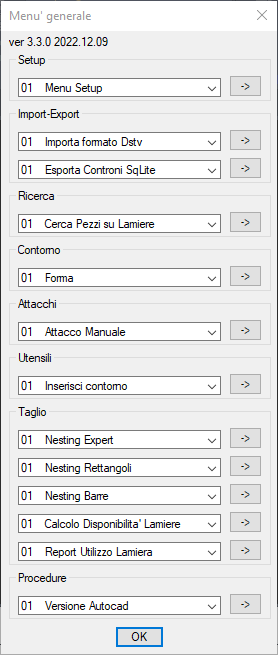 Menu' generale
ver 3.3.0 2022.12.09
Setup
01 Menu Setup ->
Import-Export
01 Importa formato Dstv ->
01 Esporta Controni SqLite ->
Ricerca
01 Cerca Pezzi su Lamiere ->
Contorno
01 Forma ->
Attacchi
01 Attacco Manuale ->
Utensili
01 Inserisci contorno ->
Taglio
01 Nesting Expert ->
01 Nesting Rettangoli ->
01 Nesting Barre ->
01 Calcolo Disponibilita' Lamiere ->
01 Report Utilizzo Lamiera ->
Procedure
01 Versione Autocad ->
OK